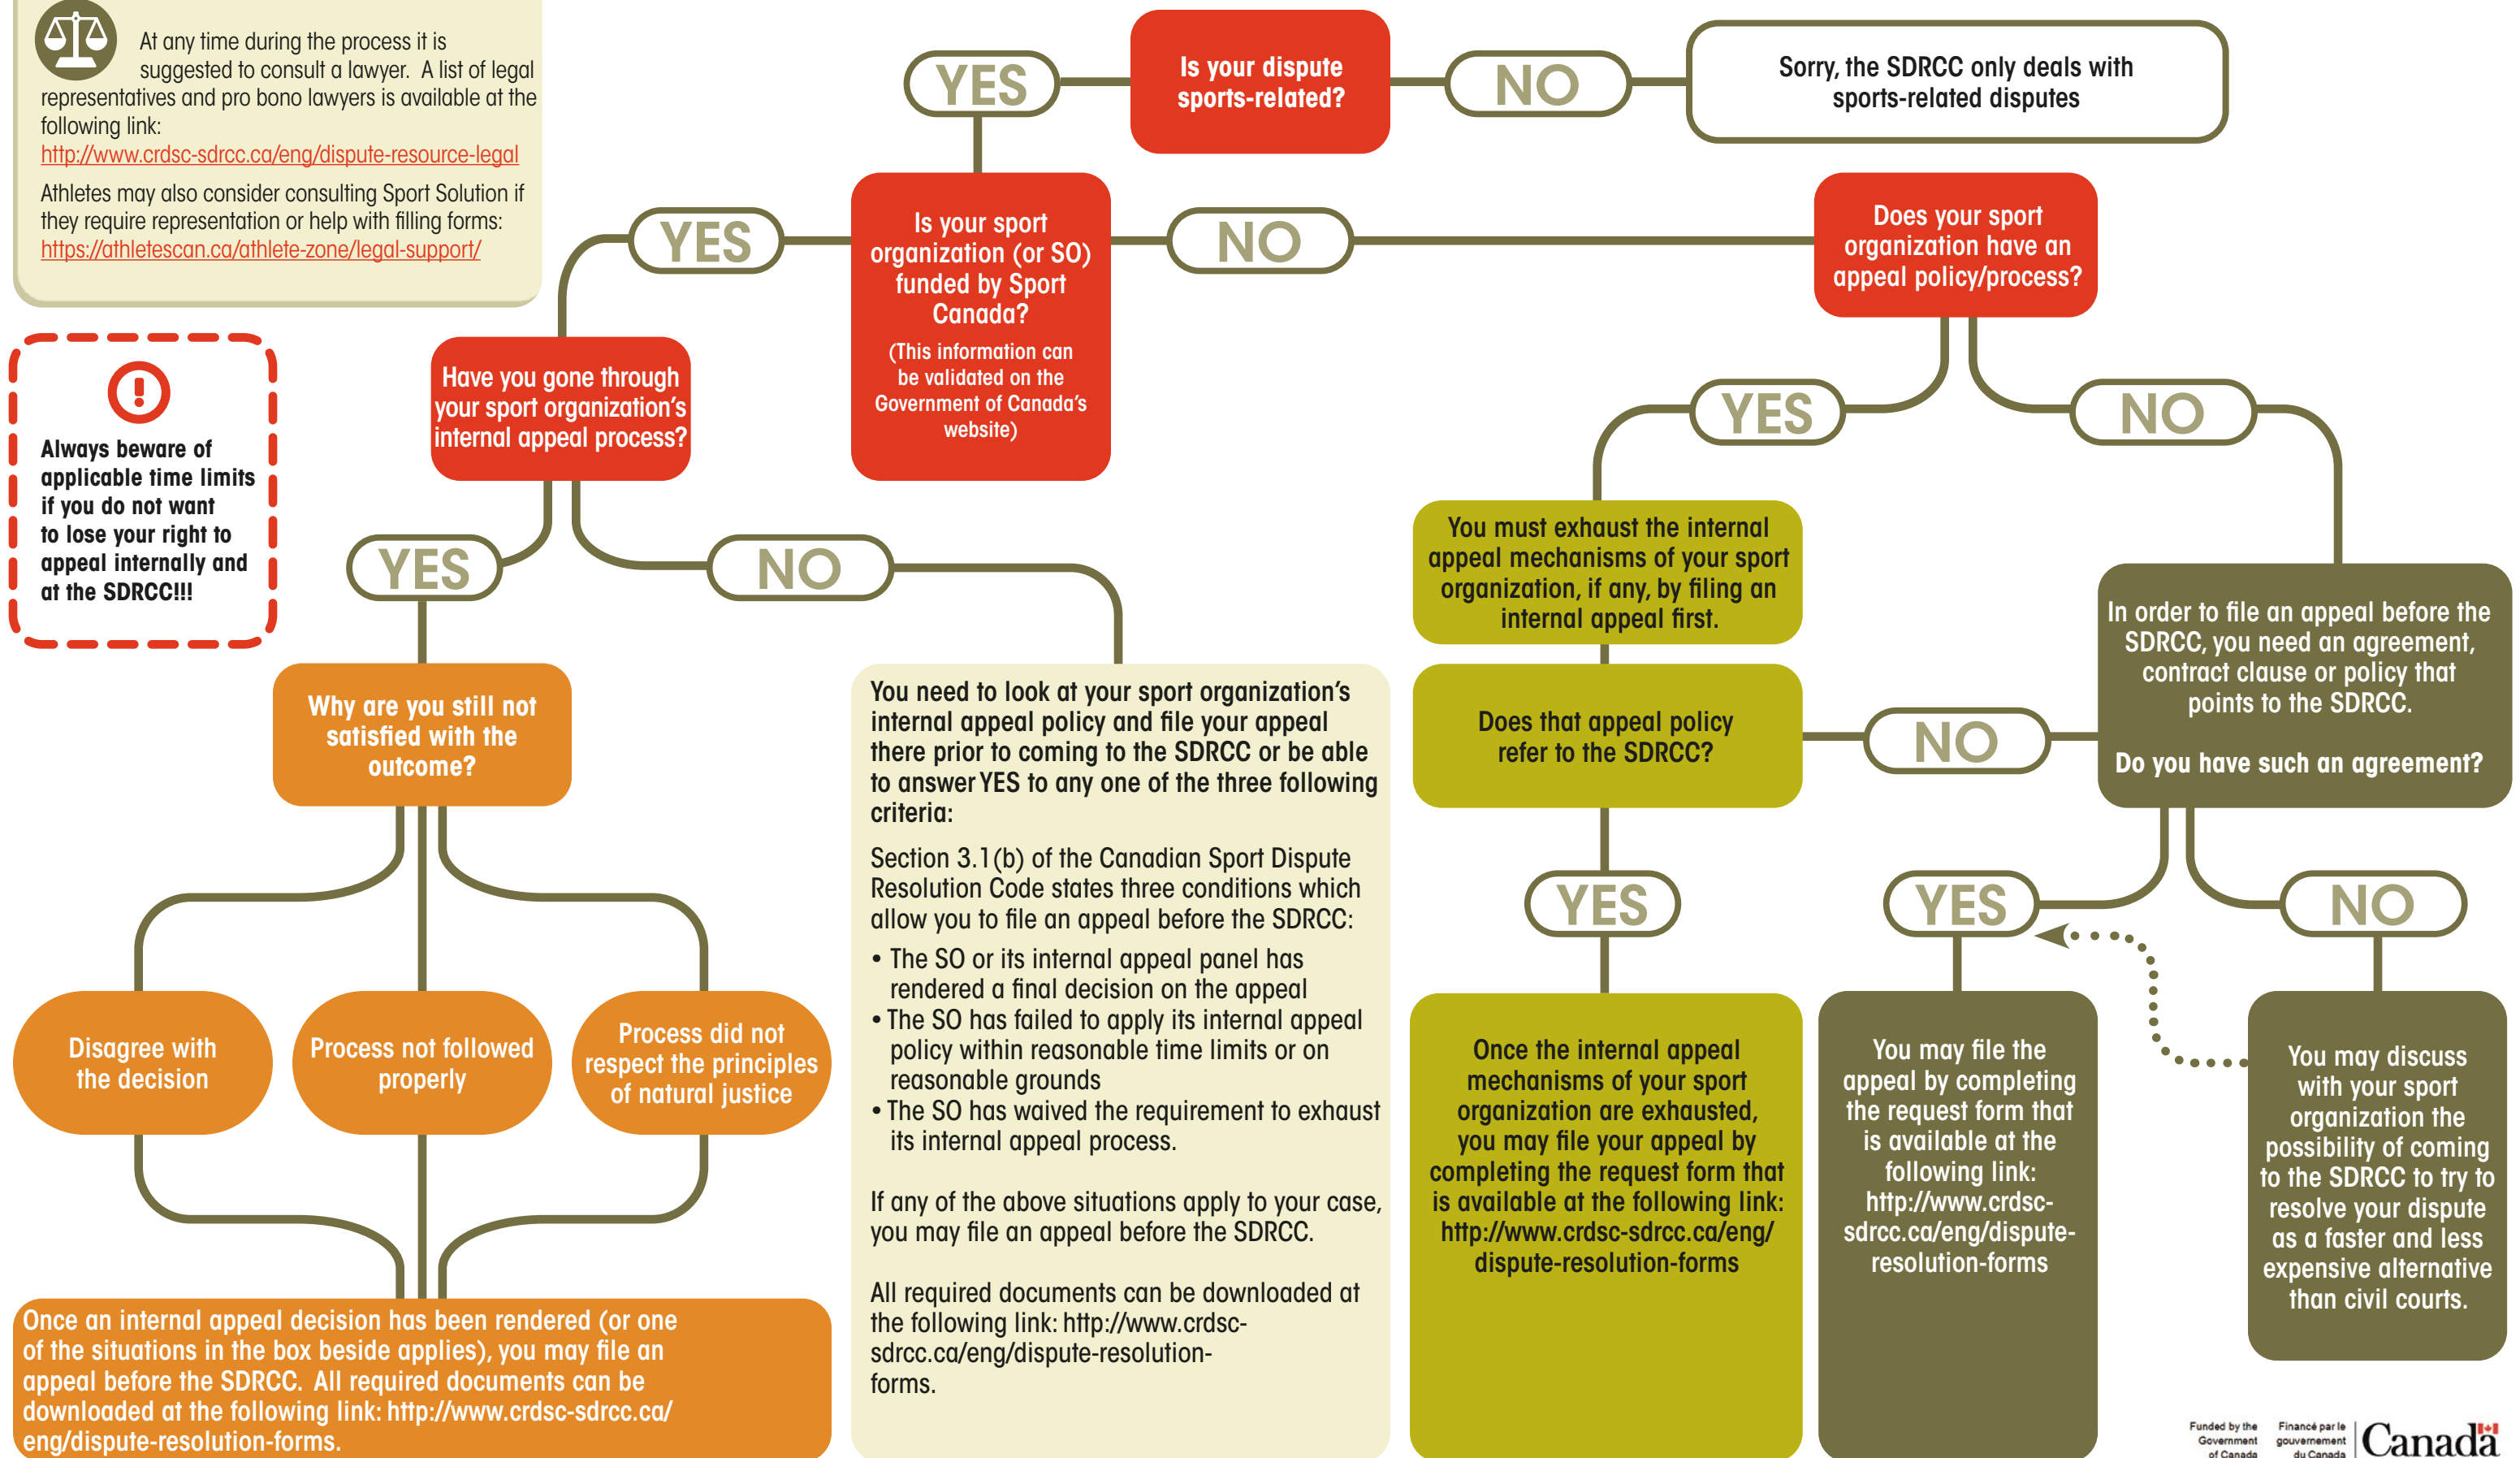 At any time during the process it is
suggested to consult a lawyer. A list of legal
representatives and pro bono lawyers is available at the
following link:
http://www.crdsc-sdrcc.ca/eng/dispute-resource-legal
Athletes may also consider consulting Sport Solution if
they require representation or help with filling forms:
https://athletescan.ca/athlete-zone/legal-support/
Is your dispute
sports-related?
YES
NO
Sorry, the SDRCC only deals with
sports-related disputes
Is your sport
organization (or SO)
funded by Sport
Canada?
(This information can
be validated on the
Government of Canada's
website)
YES
NO
Does your sport
organization have an
appeal policy/process?
Always beware of
applicable time limits
if you do not want
to lose your right to
appeal internally and
at the SDRCC!!!
Have you gone through
your sport organization's
internal appeal process?
YES
NO
YES
NO
Why are you still not
satisfied with the
outcome?
Disagree with
the decision
Process not followed
properly
Process did not
respect the principles
of natural justice
Once an internal appeal decision has been rendered (or one
of the situations in the box beside applies), you may file an
appeal before the SDRCC. All required documents can be
downloaded at the following link: http://www.crdsc-sdrcc.ca/
eng/dispute-resolution-forms.
You need to look at your sport organization's
internal appeal policy and file your appeal
there prior to coming to the SDRCC or be able
to answer YES to any one of the three following
criteria:
Section 3.1(b) of the Canadian Sport Dispute
Resolution Code states three conditions which
allow you to file an appeal before the SDRCC:
• The SO or its internal appeal panel has
rendered a final decision on the appeal
• The SO has failed to apply its internal appeal
policy within reasonable time limits or on
reasonable grounds
• The SO has waived the requirement to exhaust
its internal appeal process.
If any of the above situations apply to your case,
you may file an appeal before the SDRCC.
All required documents can be downloaded at
the following link: http://www.crdsc-
sdrcc.ca/eng/dispute-resolution-
forms.
You must exhaust the internal
appeal mechanisms of your sport
organization, if any, by filing an
internal appeal first.
Does that appeal policy
refer to the SDRCC?
NO
YES
Once the internal appeal
mechanisms of your sport
organization are exhausted,
you may file your appeal by
completing the request form that
is available at the following link:
http://www.crdsc-sdrcc.ca/eng/
dispute-resolution-forms
In order to file an appeal before the
SDRCC, you need an agreement,
contract clause or policy that
points to the SDRCC.
Do you have such an agreement?
YES
NO
You may file the
appeal by completing
the request form that
is available at the
following link:
http://www.crdsc-
sdrcc.ca/eng/dispute-
resolution-forms
You may discuss
with your sport
organization the
possibility of coming
to the SDRCC to try to
resolve your dispute
as a faster and less
expensive alternative
than civil courts.
Funded by the
Government
of Canada
Financé par le
gouvernement
du Canada
Canada